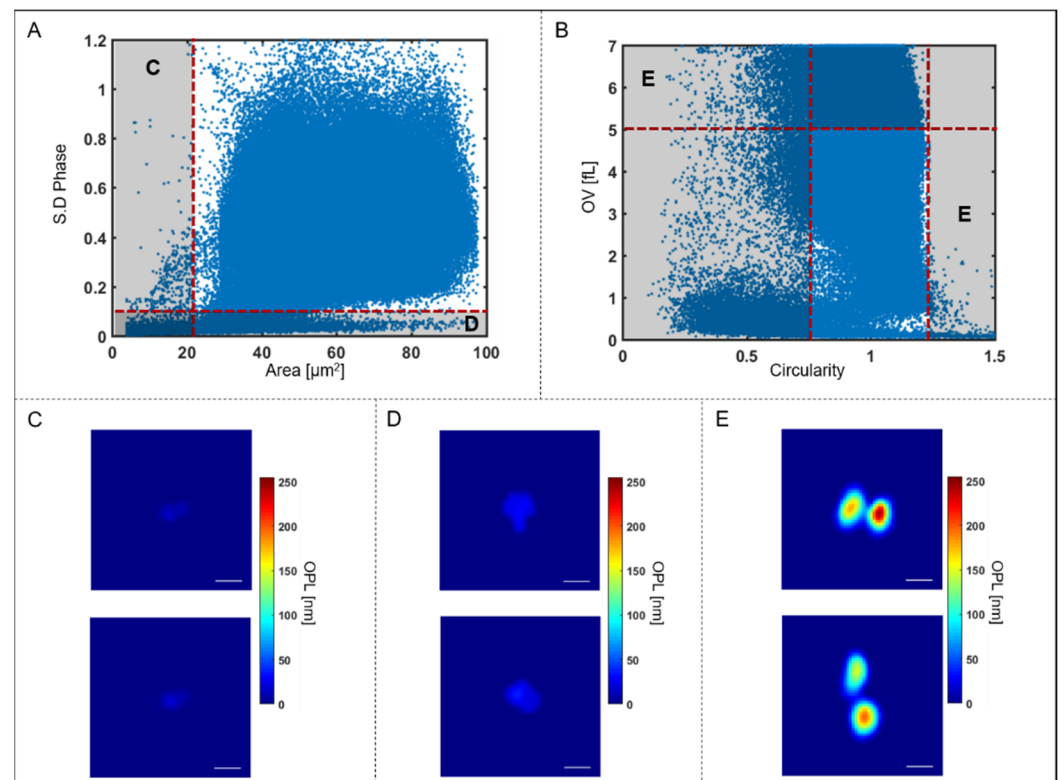 A
1.2
1
0.8
0.6
0.4
0.2
0
S.D Phase
C
D
0 20 40 60 80 100
Area [µm²]
B
7
6
5
4
3
2
1
0
OV [fL]
E
E
0 0.5 1 1.5
Circularity
C
250
200
150
100
50
0
OPL [nm]
250
200
150
100
50
0
OPL [nm]
D
250
200
150
100
50
0
OPL [nm]
250
200
150
100
50
0
OPL [nm]
E
250
200
150
100
50
0
OPL [nm]
250
200
150
100
50
0
OPL [nm]